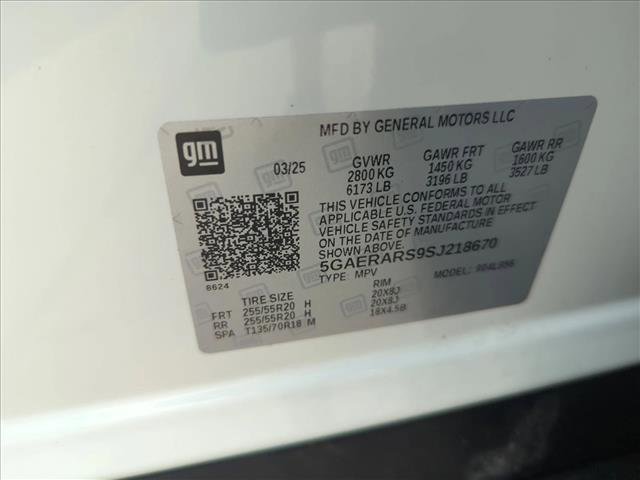 gm
MFD BY GENERAL MOTORS LLC
03/25
GVWR GAWR FRT GAWR RR
2800 KG 1450 KG 1600 KG
6173 LB 3196 LB 3527 LB
THIS VEHICLE CONFORMS TO ALL
APPLICABLE U.S. FEDERAL MOTOR
VEHICLE SAFETY STANDARDS IN EFFECT
ON THE DATE OF MANUFACTURE
SHOWN ABOVE.
5GAERARS9SJ218670
TYPE MPV MODEL:
8624
TIRE SIZE RIM
FRT 255/55R20 H 20X8J
RR 255/55R20 H 20X8J
SPA T135/70R18 M 18X4.5B